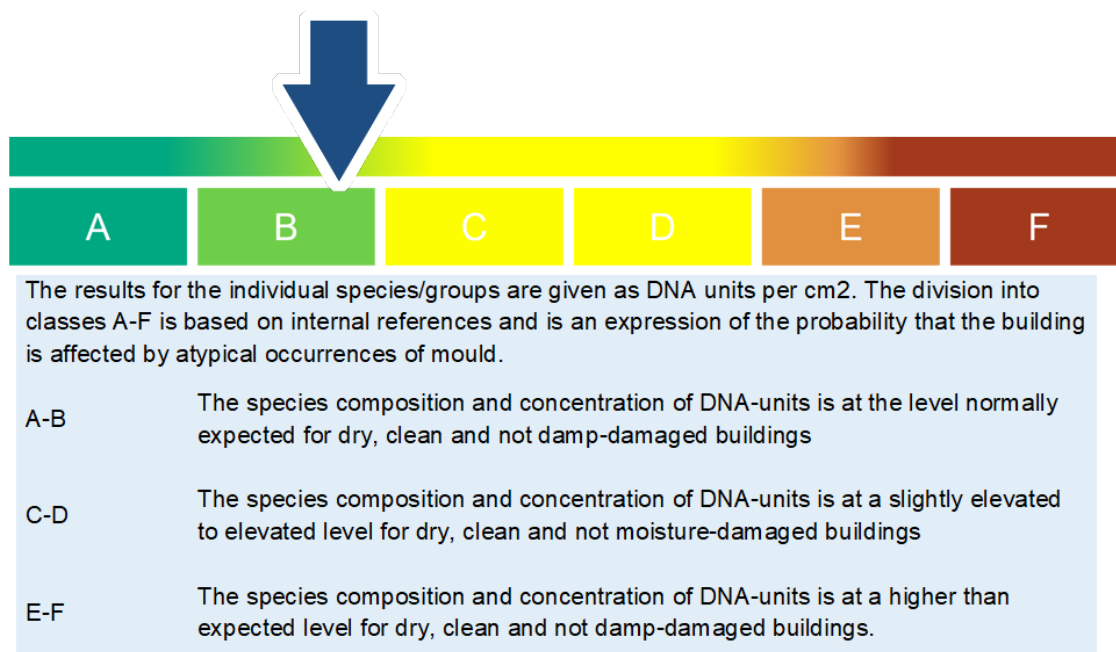 A B C D E F
The results for the individual species/groups are given as DNA units per cm2. The division into
classes A-F is based on internal references and is an expression of the probability that the building
is affected by atypical occurrences of mould.
A-B
The species composition and concentration of DNA-units is at the level normally
expected for dry, clean and not damp-damaged buildings
C-D
The species composition and concentration of DNA-units is at a slightly elevated
to elevated level for dry, clean and not moisture-damaged buildings
E-F
The species composition and concentration of DNA-units is at a higher than
expected level for dry, clean and not damp-damaged buildings.